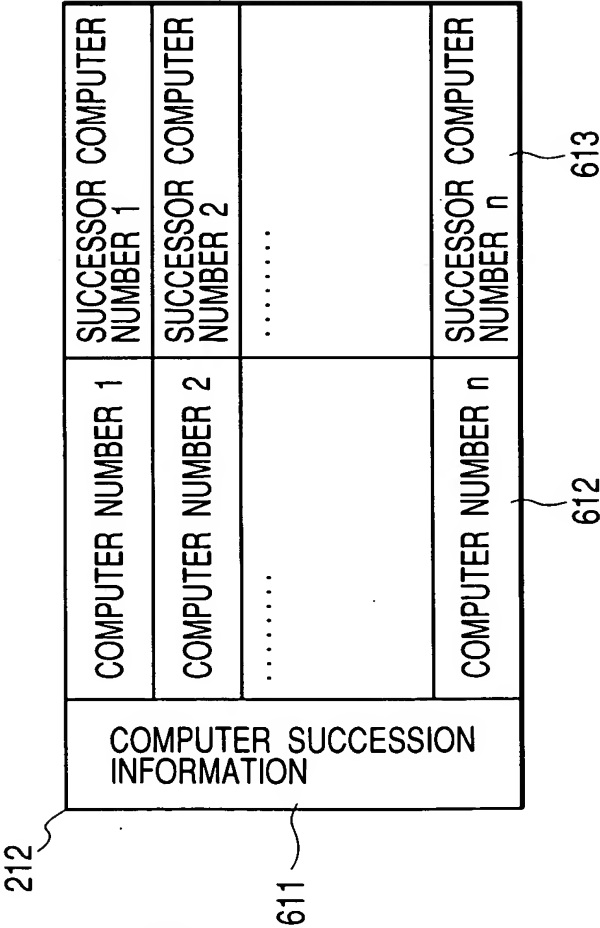 212
611
COMPUTER SUCCESSION
INFORMATION
COMPUTER NUMBER 1
SUCCESSOR COMPUTER
NUMBER 1
COMPUTER NUMBER 2
SUCCESSOR COMPUTER
NUMBER 2
........
........
COMPUTER NUMBER n
SUCCESSOR COMPUTER
NUMBER n
612
613